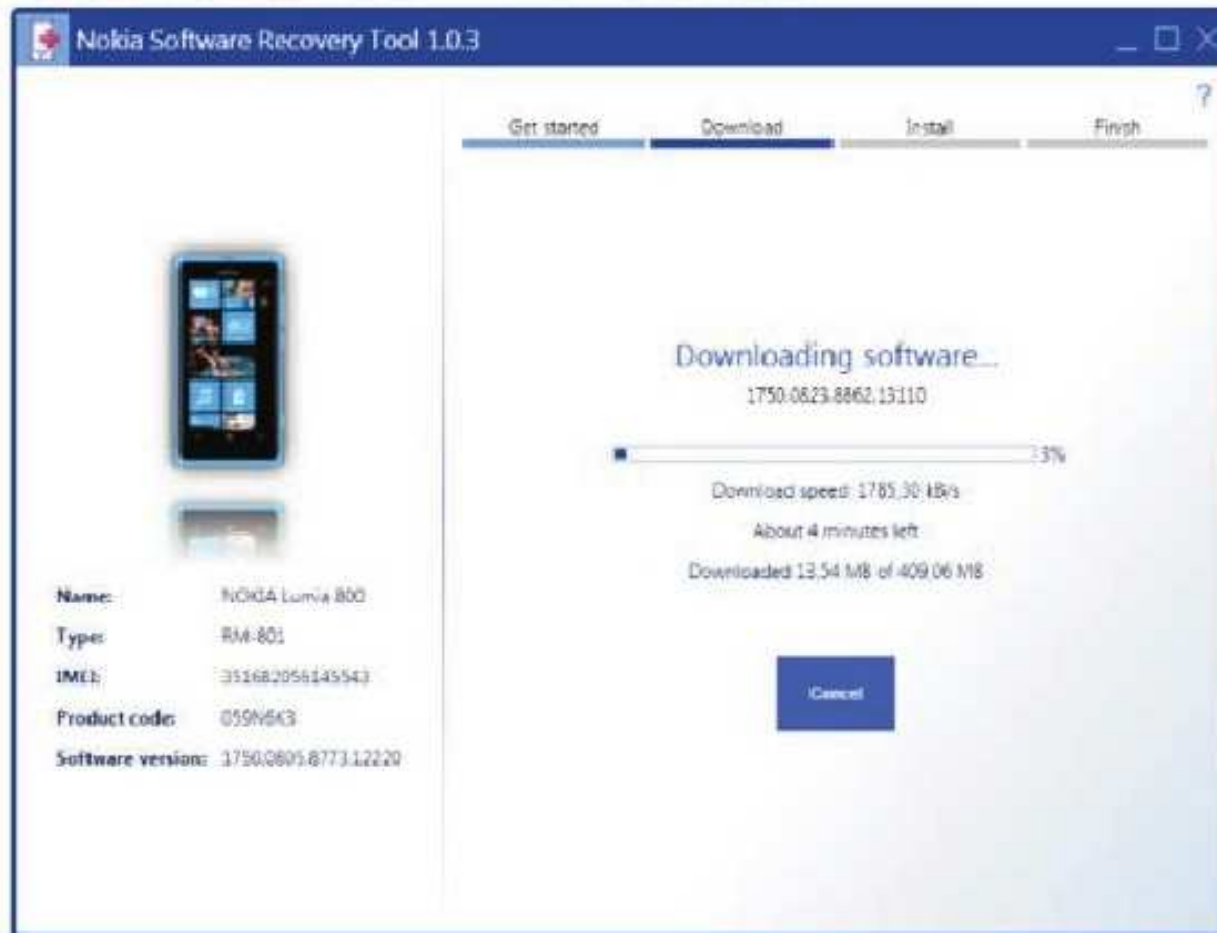 Nokia Software Recovery Tool 1.0.3
?
Get started Download Install Finish
Downloading software...
1750.0823.8862.13110
3%
Download speed: 1785,30 kB/s
About 4 minutes left
Downloaded 13,54 MB of 409,06 MB
Cancel
Name: NOKIA Lumia 800
Type: RM-801
IMEI: 351682056145543
Product code: 059N6K3
Software version: 1750.0805.8773.12220